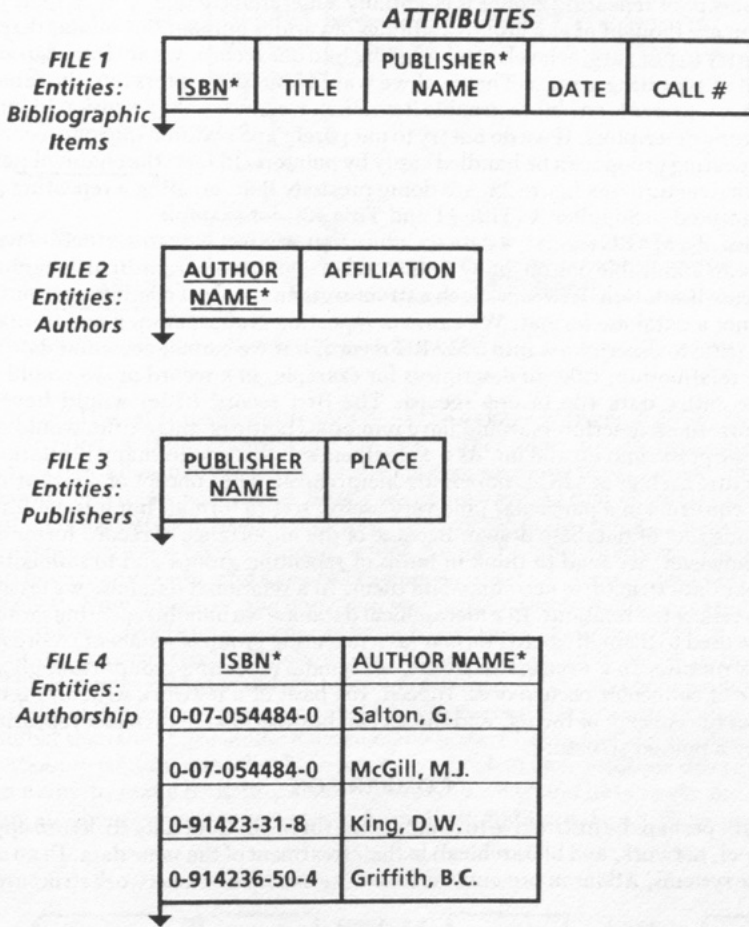 ATTRIBUTES
FILE 1
Entities:
Bibliographic
Items
ISBN*
TITLE
PUBLISHER*
NAME
DATE
CALL #
FILE 2
Entities:
Authors
AUTHOR
NAME*
AFFILIATION
FILE 3
Entities:
Publishers
PUBLISHER
NAME
PLACE
FILE 4
Entities:
Authorship
ISBN* AUTHOR NAME*
0-07-054484-0 Salton, G.
0-07-054484-0 McGill, M.J.
0-91423-31-8 King, D.W.
0-914236-50-4 Griffith, B.C.